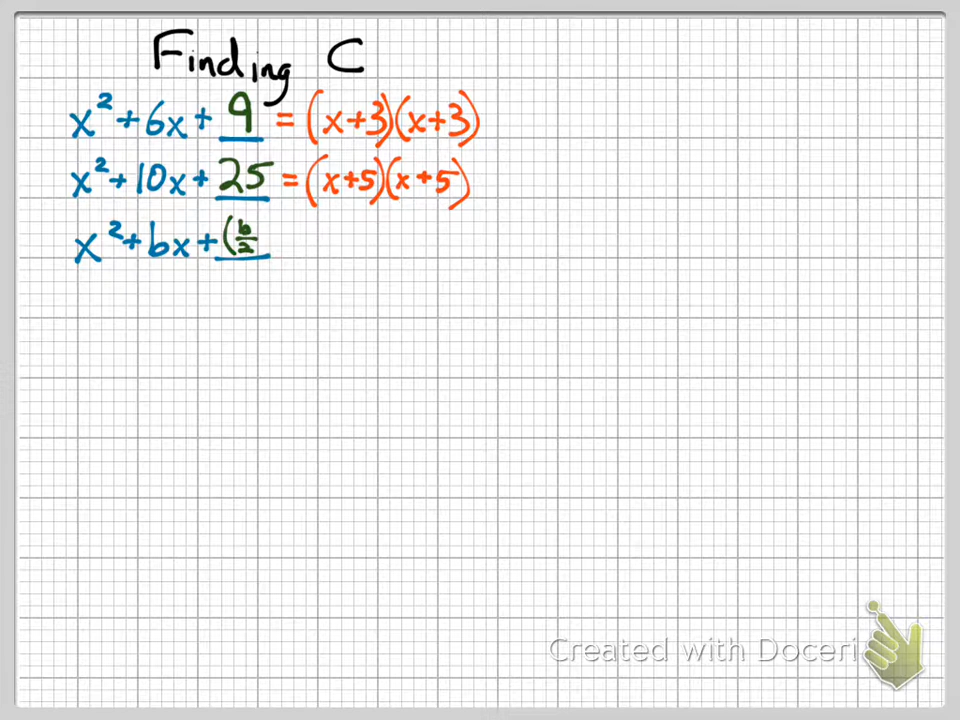 Finding C
x² + 6x + 9 = (x+3)(x+3)
x² + 10x + 25 = (x+5)(x+5)
x² + bx + (b/2
Created with Doceri